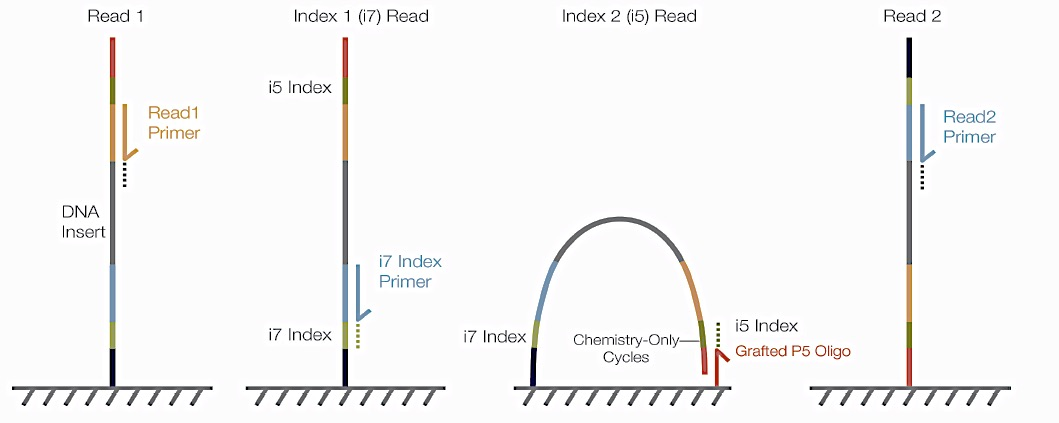 Read 1
Index 1 (i7) Read
Index 2 (i5) Read
Read 2
Read1
Primer
DNA
Insert
i5 Index
i7 Index
Primer
i7 Index
i7 Index
Chemistry-Only
Cycles
i5 Index
Grafted P5 Oligo
Read2
Primer